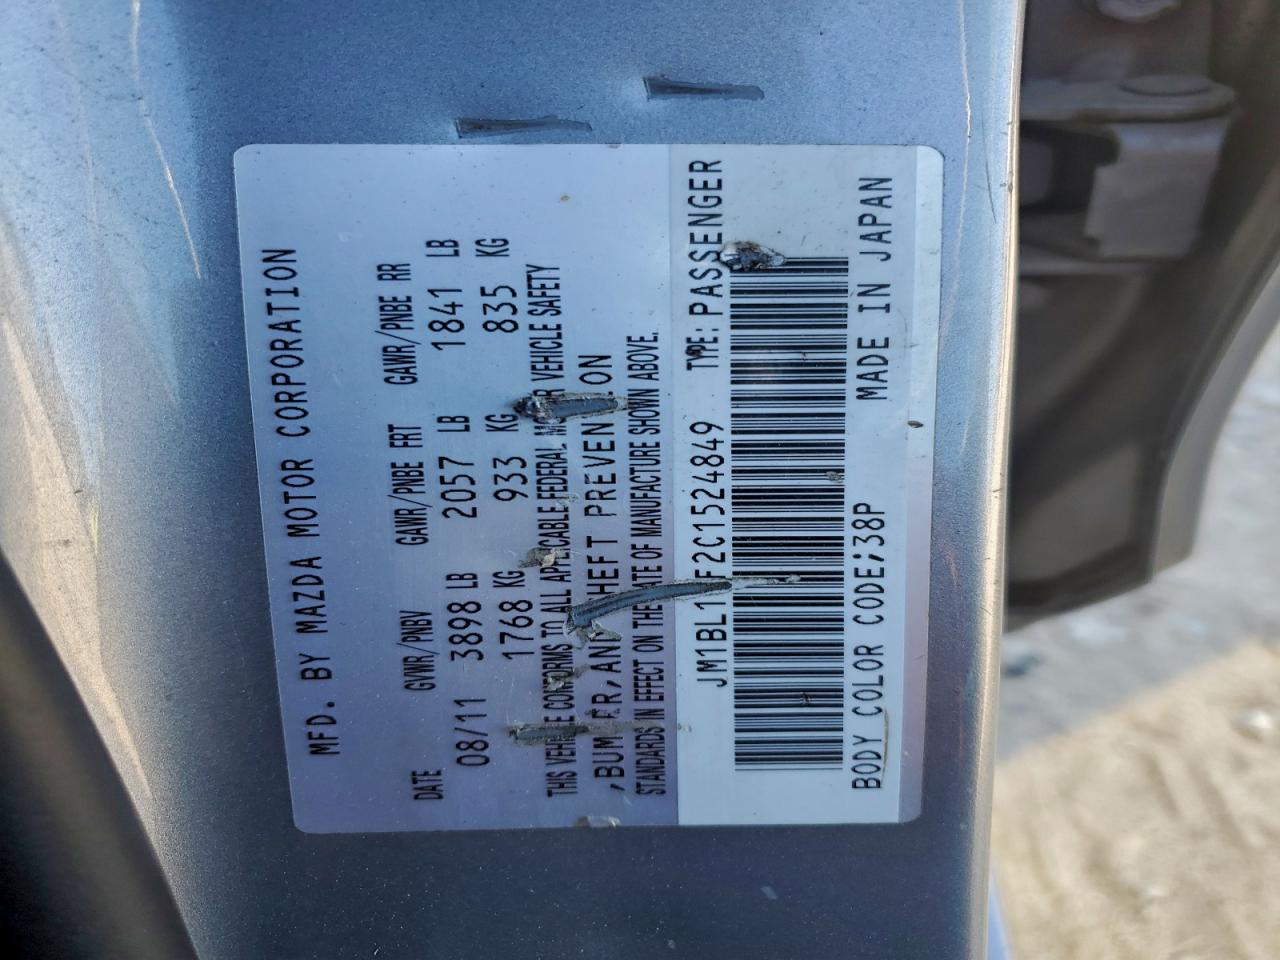 MFD. BY MAZDA MOTOR CORPORATION
DATE GVWR/PNBV GAWR/PNBE FRT GAWR/PNBE RR
08/11 3898 LB 2057 LB 1841 LB
1768 KG 933 KG 835 KG
THIS VEHICLE CONFORMS TO ALL APPLICABLE FEDERAL MOTOR VEHICLE SAFETY
,BUMPER,AND THEFT PREVENTION
STANDARDS IN EFFECT ON THE DATE OF MANUFACTURE SHOWN ABOVE.
TYPE: PASSENGER
BODY COLOR CODE;38P MADE IN JAPAN